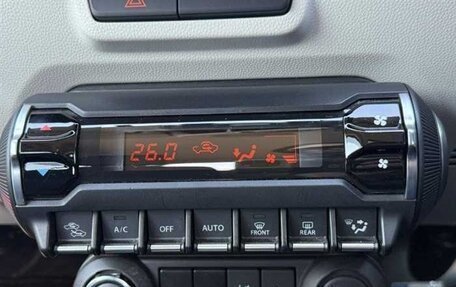 26.0
A/C OFF AUTO FRONT REAR